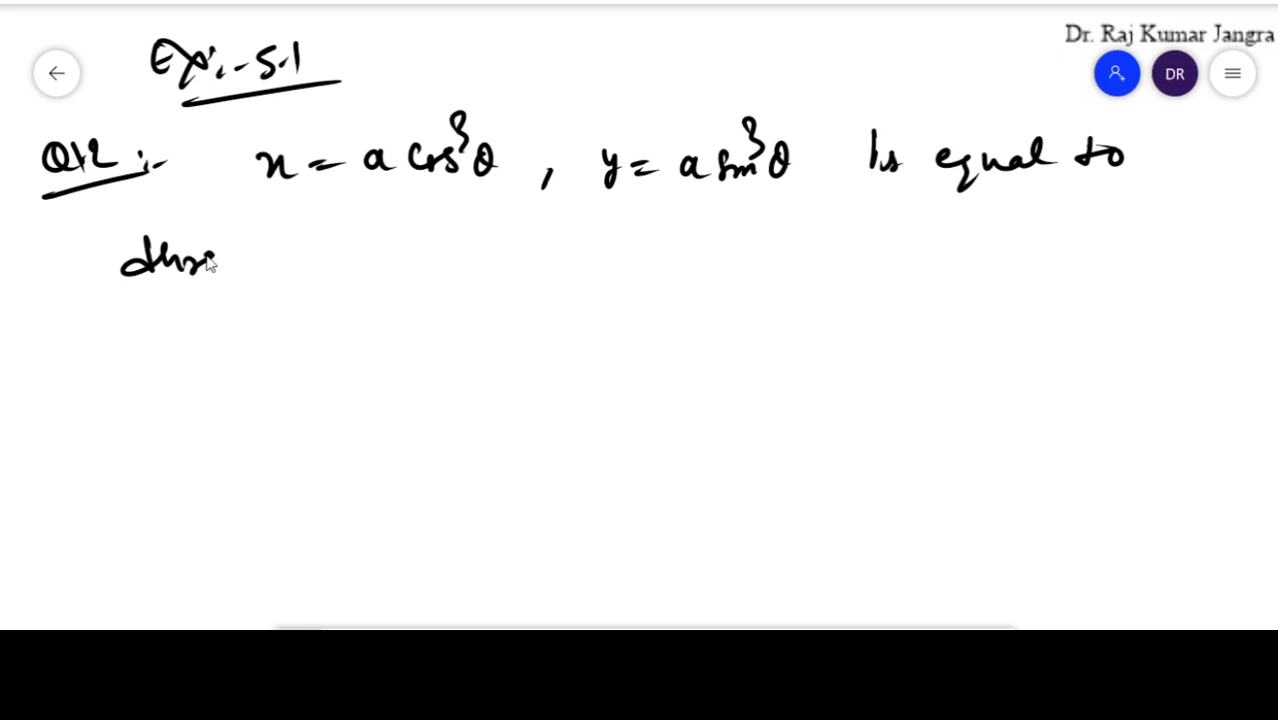 Dr. Raj Kumar Jangra
Ex:- 5.1
DR
Q12 :- x = a cos³θ , y = a sin³θ is equal to